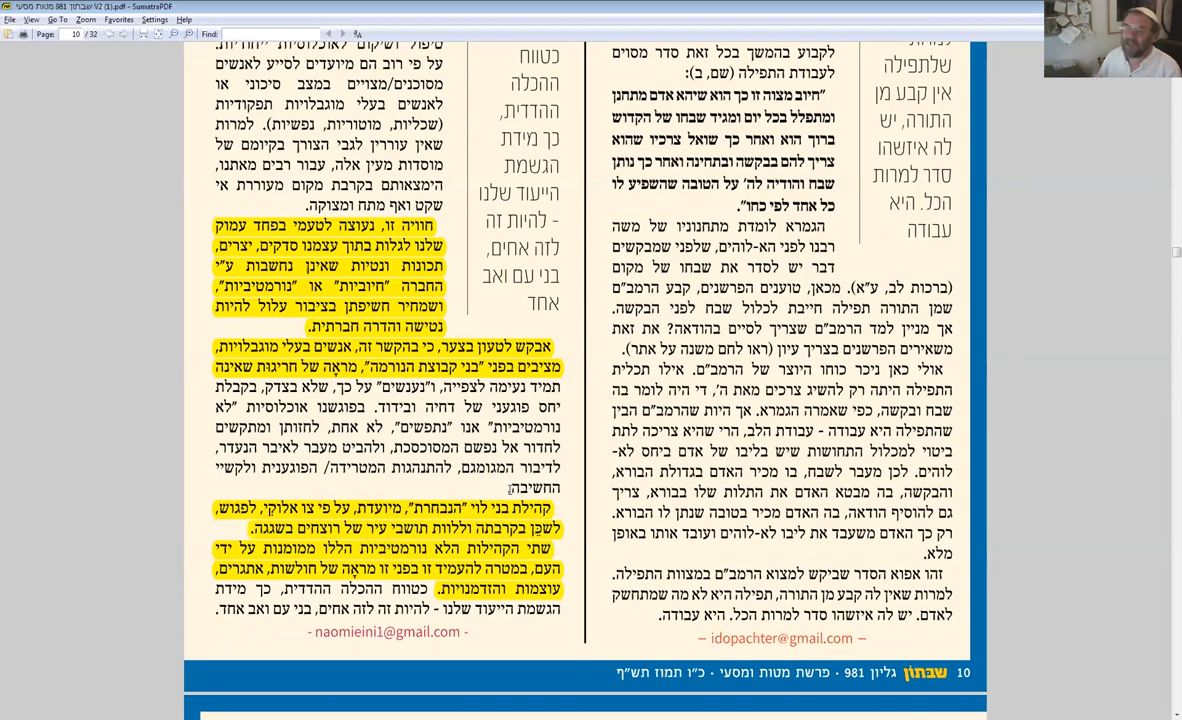 שבתון 981 מטות מסעי V2 (1).pdf - SumatraPDF
File View Go To Zoom Favorites Settings Help
Page: 10 / 32 Find:
שלתפילה
אין קבע מן
התורה, יש
לה איזשהו
סדר למרות
הכל. היא
עבודה
לקבוע בהמשך בכל זאת סדר מסוים
לעבודת התפילה (שם, ב):
"חיוב מצוה זו כך הוא שיהא אדם מתחנן
ומתפלל בכל יום ומגיד שבחו של הקדוש
ברוך הוא ואחר כך שואל צרכיו שהוא
צריך להם בבקשה ובתחינה ואחר כך נותן
שבח והודיה לה' על הטובה שהשפיע לו
כל אחד לפי כחו".
הגמרא לומדת מתחנוניו של משה
רבנו לפני הא-לוהים, שלפני שמבקשים
דבר יש לסדר את שבחו של מקום
(ברכות לב, ע"א). מכאן, טוענים הפרשנים, קבע הרמב"ם
שמן התורה תפילה חייבת לכלול שבח לפני הבקשה.
אך מניין למד הרמב"ם שצריך לסיים בהודאה? את זאת
משאירים הפרשנים בצריך עיון (ראו לחם משנה על אתר).
אולי כאן ניכר כוחו היוצר של הרמב"ם. אילו תכלית
התפילה היתה רק להשיג צרכים מאת ה', די היה לומר בה
שבח ובקשה, כפי שאמרה הגמרא. אך היות שהרמב"ם הבין
שהתפילה היא עבודה - עבודת הלב, הרי שהיא צריכה לתת
ביטוי למכלול התחושות שיש בליבו של אדם ביחס לא-
לוהים. לכן מעבר לשבח, בו מכיר האדם בגדולת הבורא,
והבקשה, בה מבטא האדם את התלות שלו בבורא, צריך
גם להוסיף הודאה, בה האדם מכיר בטובה שנתן לו הבורא.
רק כך האדם משעבד את ליבו לא-לוהים ועובד אותו באופן
מלא.
זהו אפוא הסדר שביקש למצוא הרמב"ם במצוות התפילה.
למרות שאין לה קבע מן התורה, תפילה היא לא מה שמתחשק
לאדם. יש לה איזשהו סדר למרות הכל. היא עבודה.
– idopachter@gmail.com –
כטווח
ההכלה
ההדדית,
כך מידת
הגשמת
הייעוד שלנו
- להיות זה
לזה אחים,
בני עם ואב
אחד
טיפול ושיקום לאוכלוסיות ייחודיות.
על פי רוב הם מיועדים לסייע לאנשים
מסוכנים/מצויים במצב סיכוני או
לאנשים בעלי מוגבלויות תפקודיות
(שכליות, מוטוריות, נפשיות). למרות
שאין עוררין לגבי הצורך בקיומם של
מוסדות מעין אלה, עבור רבים מאתנו,
הימצאותם בקרבת מקום מעוררת אי
שקט ואף מתח ומצוקה.
חוויה זו, נעוצה לטעמי בפחד עמוק
שלנו לגלות בתוך עצמנו סדקים, יצרים,
תכונות ונטיות שאינן נחשבות ע"י
החברה "חיוביות" או "נורמטיביות",
ושמחיר חשיפתן בציבור עלול להיות
נטישה והדרה חברתית.
אבקש לטעון בצער, כי בהקשר זה, אנשים בעלי מוגבלויות,
מציבים בפני "בני קבוצת הנורמה", מראָה של חריגוּת שאינה
תמיד נעימה לצפייה, ו"נענשים" על כך, שלא בצדק, בקבלת
יחס פוגעני של דחיה ובידוד. בפוגשנו אוכלוסיות "לא
נורמטיביות" אנו "נתפשים", לא אחת, לחזותן ומתקשים
לחדור אל נפשם המסוכסכת, ולהביט מעבר לאיבר הנעדר,
לדיבור המגומגם, להתנהגות המטרידה/ הפוגענית ולקשיי
החשיבה.
קהילת בני לוי "הנבחרת", מיועדת, על פי צו אלוקי, לפגוש,
לשכֵּן בקרבתה וללוות תושבי עיר של רוצחים בשגגה.
שתי הקהילות הלא נורמטיביות הללו ממומנות על ידי
העם, במטרה להעמיד זו בפני זו מראָה של חולשות, אתגרים,
עוצמות והזדמנויות. כטווח ההכלה ההדדית, כך מידת
הגשמת הייעוד שלנו - להיות זה לזה אחים, בני עם ואב אחד.
- naomieini1@gmail.com -
10 שבתון גליון 981 · פרשת מטות ומסעי · כ"ו תמוז תש"ף